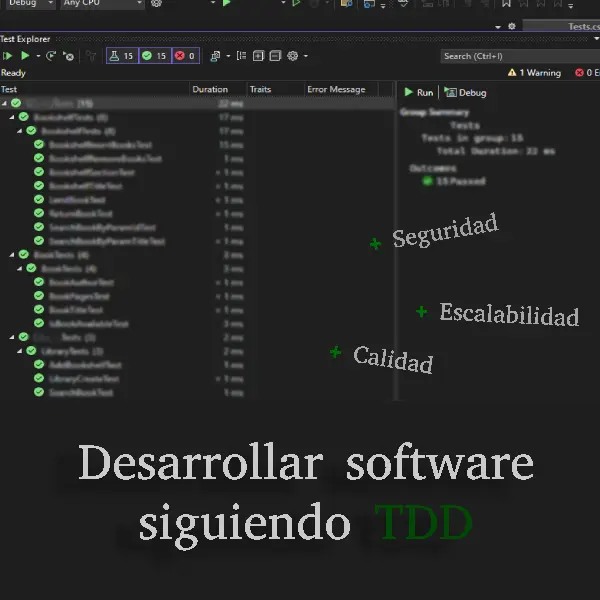 Debug
Any CPU
Tests.cs
Test Explorer
15 15 0
Search (Ctrl+I)
Ready
1 Warning 0 E
Test Duration Traits Error Message
Run Debug
(15) 22 ms
Group Summary
Tests
Tests in group: 15
Total Duration: 22 ms
Outcomes
15 Passed
BookshelfTests (8) 17 ms
BookshelfTests (8) 17 ms
BookshelfInsertBooksTest 15 ms
BookshelfRemoveBooksTest 1 ms
BookshelfSectionTest < 1 ms
BookshelfTitleTest < 1 ms
LendBookTest < 1 ms
ReturnBookTest < 1 ms
SearchBookByParamIdTest 1 ms
SearchBookByParamTitleTest < 1 ms
BookTests (4) 3 ms
BookTests (4) 3 ms
BookAuthorTest < 1 ms
BookPagesTest < 1 ms
BookTitleTest < 1 ms
IsBookAvailableTest 3 ms
Tests (3) 2 ms
LibraryTests (3) 2 ms
AddBookshelfTest 1 ms
LibraryCreateTest < 1 ms
SearchBookTest 1 ms
+ Seguridad
+ Escalabilidad
+ Calidad
Desarrollar software
siguiendo TDD